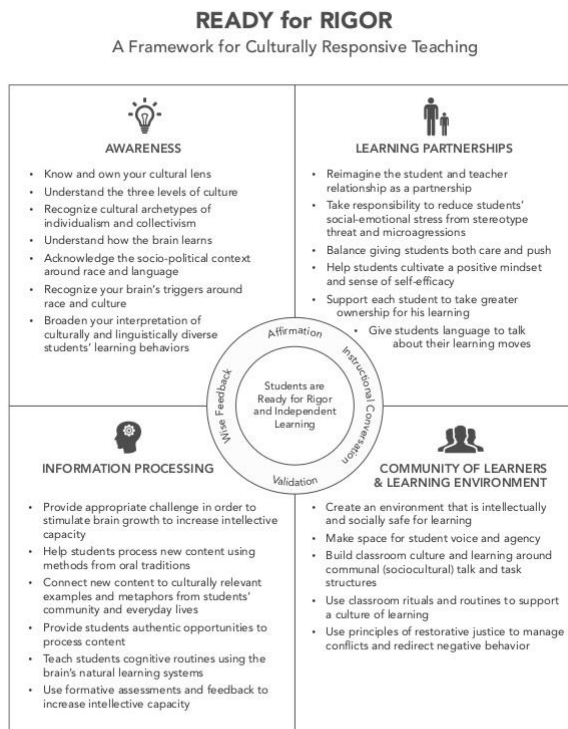 READY for RIGOR
A Framework for Culturally Responsive Teaching
AWARENESS
• Know and own your cultural lens
• Understand the three levels of culture
• Recognize cultural archetypes of
individualism and collectivism
• Understand how the brain learns
• Acknowledge the socio-political context
around race and language
• Recognize your brain's triggers around
race and culture
• Broaden your interpretation of
culturally and linguistically diverse
students' learning behaviors
LEARNING PARTNERSHIPS
• Reimagine the student and teacher
relationship as a partnership
• Take responsibility to reduce students'
social-emotional stress from stereotype
threat and microagressions
• Balance giving students both care and push
• Help students cultivate a positive mindset
and sense of self-efficacy
• Support each student to take greater
ownership for his learning
• Give students language to talk
about their learning moves
Affirmation
Instructional Conversation
Validation
Wise Feedback
Students are
Ready for Rigor
and Independent
Learning
INFORMATION PROCESSING
• Provide appropriate challenge in order to
stimulate brain growth to increase intellective
capacity
• Help students process new content using
methods from oral traditions
• Connect new content to culturally relevant
examples and metaphors from students'
community and everyday lives
• Provide students authentic opportunities to
process content
• Teach students cognitive routines using the
brain's natural learning systems
• Use formative assessments and feedback to
increase intellective capacity
COMMUNITY OF LEARNERS
& LEARNING ENVIRONMENT
• Create an environment that is intellectually
and socially safe for learning
• Make space for student voice and agency
• Build classroom culture and learning around
communal (sociocultural) talk and task
structures
• Use classroom rituals and routines to support
a culture of learning
• Use principles of restorative justice to manage
conflicts and redirect negative behavior